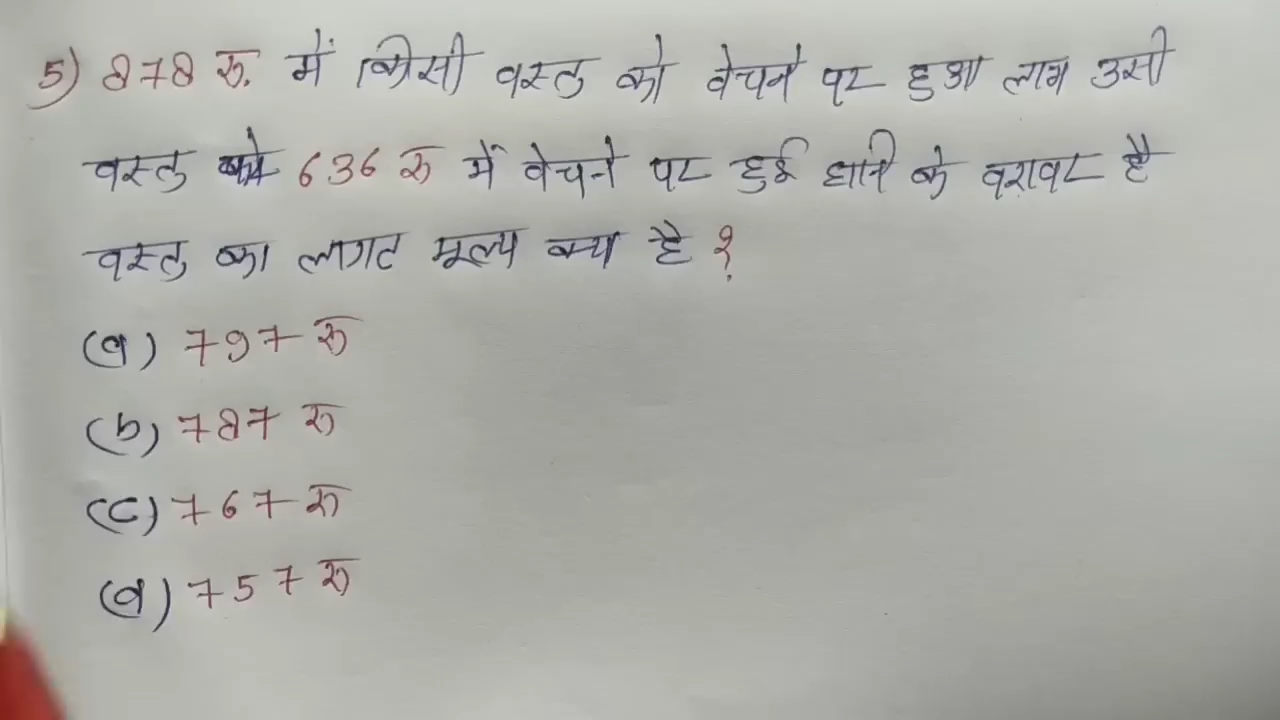 5) 878 रु. में किसी वस्तु को बेचने पर हुआ लाभ उसी
वस्तु को 636 रु में बेचने पर हुई हानि के बराबर है
वस्तु का लागत मूल्य क्या है ?
(a) 797 रु
(b) 787 रु
(c) 767 रु
(d) 757 रु